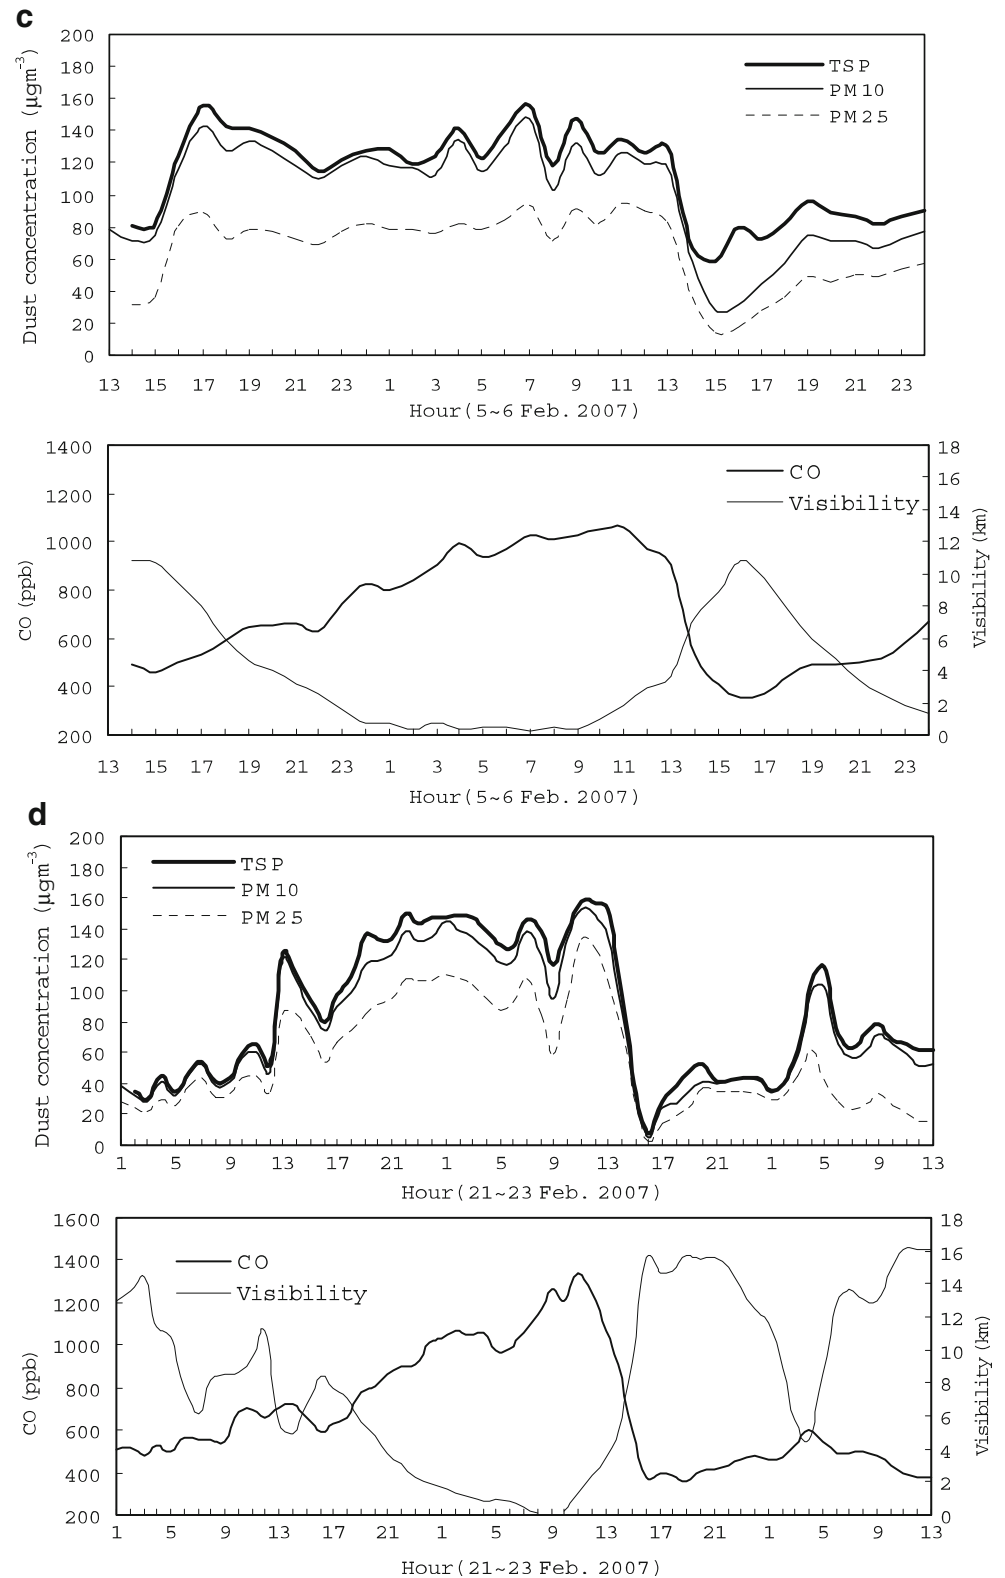 c
200
180
160
140
120
100
80
60
40
20
0
Dust concentration (µgm-3)
TSP
PM10
PM25
13 15 17 19 21 23 1 3 5 7 9 11 13 15 17 19 21 23
Hour(5~6 Feb. 2007)
1400
1200
1000
800
600
400
200
CO (ppb)
CO
Visibility
18
16
14
12
10
8
6
4
2
0
Visibility (km)
13 15 17 19 21 23 1 3 5 7 9 11 13 15 17 19 21 23
Hour(5~6 Feb. 2007)
d
200
180
160
140
120
100
80
60
40
20
0
Dust concentration (µgm-3)
TSP
PM10
PM25
1 5 9 13 17 21 1 5 9 13 17 21 1 5 9 13
Hour(21~23 Feb. 2007)
1600
1400
1200
1000
800
600
400
200
CO (ppb)
CO
Visibility
18
16
14
12
10
8
6
4
2
0
Visibility (km)
1 5 9 13 17 21 1 5 9 13 17 21 1 5 9 13
Hour(21~23 Feb. 2007)